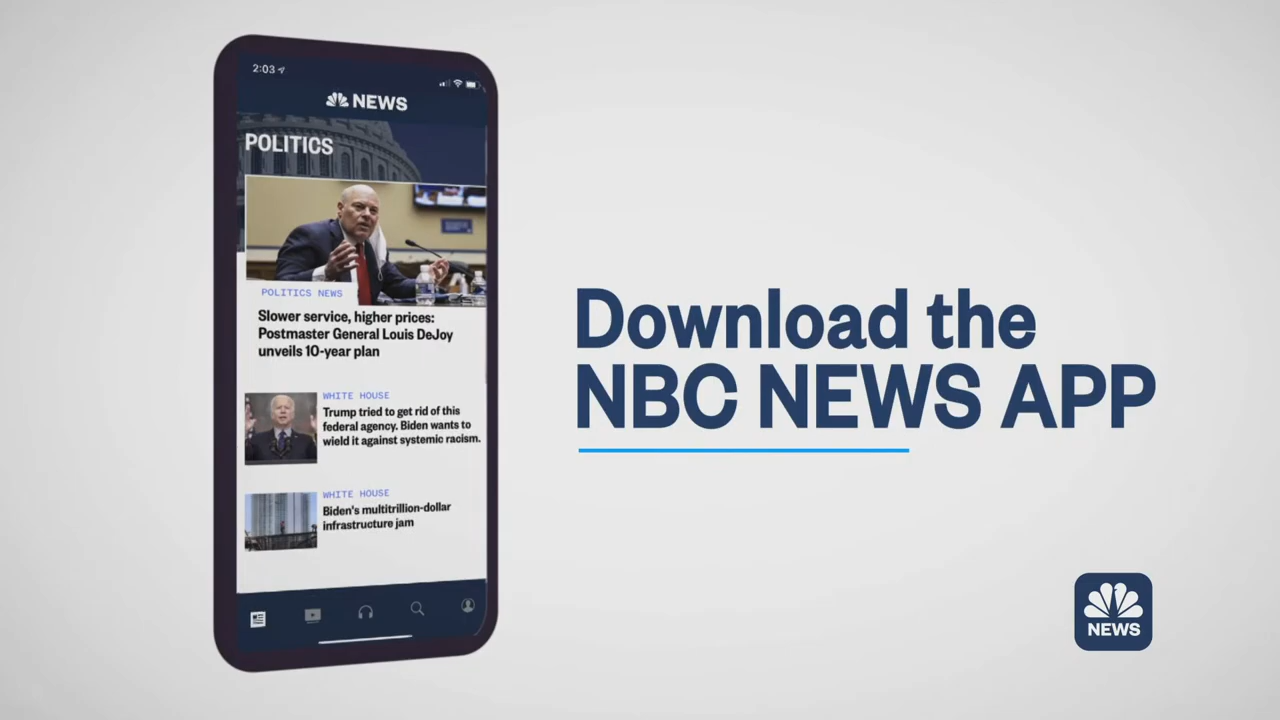 2:03
NEWS
POLITICS
POLITICS NEWS
Slower service, higher prices:
Postmaster General Louis DeJoy
unveils 10-year plan
WHITE HOUSE
Trump tried to get rid of this
federal agency. Biden wants to
wield it against systemic racism.
WHITE HOUSE
Biden's multitrillion-dollar
infrastructure jam
Download the
NBC NEWS APP
NEWS